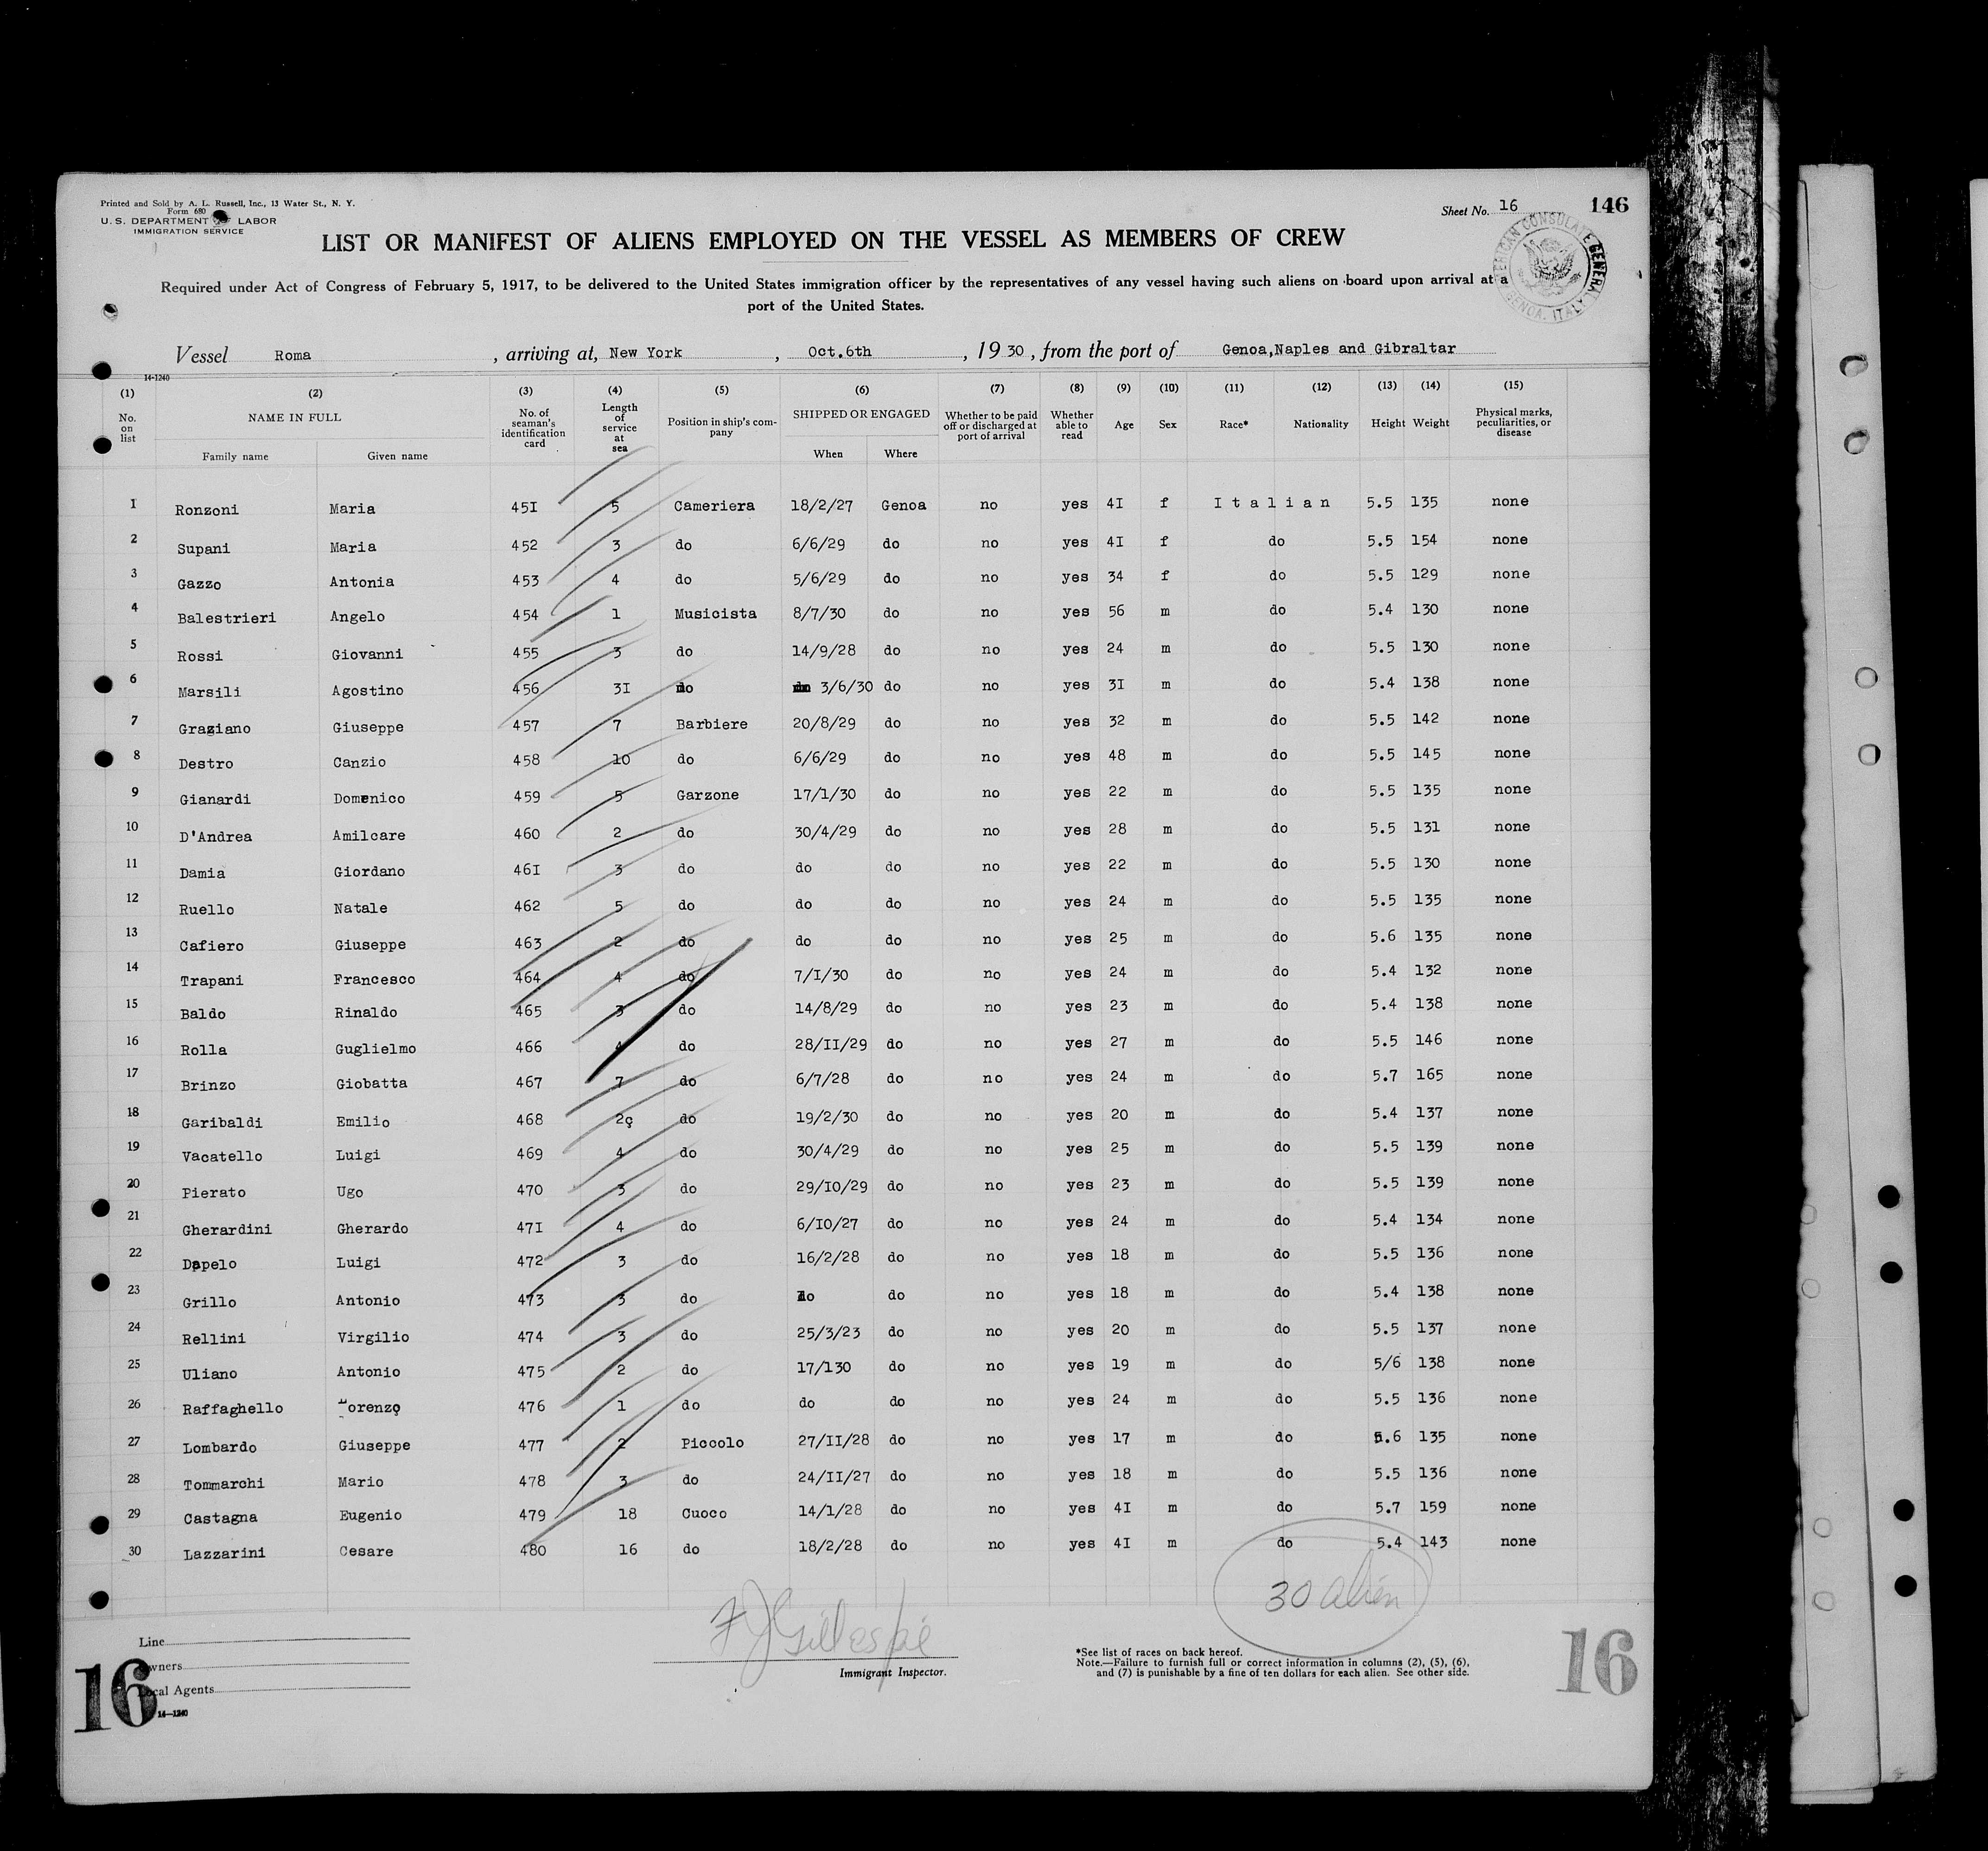 Printed and Sold by A. L. Russell, Inc., 13 Water St., N. Y.
Form 680
U. S. DEPARTMENT OF LABOR
IMMIGRATION SERVICE
Sheet No. 16
146
AMERICAN CONSULATE GENERAL
GENOA, ITALY
LIST OR MANIFEST OF ALIENS EMPLOYED ON THE VESSEL AS MEMBERS OF CREW
Required under Act of Congress of February 5, 1917, to be delivered to the United States immigration officer by the representatives of any vessel having such aliens on board upon arrival at a
port of the United States.
Vessel Roma , arriving at, New York , Oct.6th , 19 30 , from the port of Genoa,Naples and Gibraltar
14-1240
(1) (2) (3) (4) (5) (6) (7) (8) (9) (10) (11) (12) (13) (14) (15)
No. on list NAME IN FULL Family name Given name No. of seaman's identification card Length of service at sea Position in ship's company SHIPPED OR ENGAGED When Where Whether to be paid off or discharged at port of arrival Whether able to read Age Sex Race* Nationality Height Weight Physical marks, peculiarities, or disease
1 Ronzoni Maria 45I 5 Cameriera 18/2/27 Genoa no yes 4I f Italian 5.5 135 none
2 Supani Maria 452 3 do 6/6/29 do no yes 4I f do 5.5 154 none
3 Gazzo Antonia 453 4 do 5/6/29 do no yes 34 f do 5.5 129 none
4 Balestrieri Angelo 454 1 Musicista 8/7/30 do no yes 56 m do 5.4 130 none
5 Rossi Giovanni 455 3 do 14/9/28 do no yes 24 m do 5.5 130 none
6 Marsili Agostino 456 3I do 3/6/30 do no yes 3I m do 5.4 138 none
7 Graziano Giuseppe 457 7 Barbiere 20/8/29 do no yes 32 m do 5.5 142 none
8 Destro Canzio 458 10 do 6/6/29 do no yes 48 m do 5.5 145 none
9 Gianardi Domenico 459 5 Garzone 17/1/30 do no yes 22 m do 5.5 135 none
10 D'Andrea Amilcare 460 2 do 30/4/29 do no yes 28 m do 5.5 131 none
11 Damia Giordano 46I 3 do do do no yes 22 m do 5.5 130 none
12 Ruello Natale 462 5 do do do no yes 24 m do 5.5 135 none
13 Cafiero Giuseppe 463 2 do do do no yes 25 m do 5.6 135 none
14 Trapani Francesco 464 4 do 7/I/30 do no yes 24 m do 5.4 132 none
15 Baldo Rinaldo 465 3 do 14/8/29 do no yes 23 m do 5.4 138 none
16 Rolla Guglielmo 466 4 do 28/II/29 do no yes 27 m do 5.5 146 none
17 Brinzo Giobatta 467 7 do 6/7/28 do no yes 24 m do 5.7 165 none
18 Garibaldi Emilio 468 2ç do 19/2/30 do no yes 20 m do 5.4 137 none
19 Vacatello Luigi 469 4 do 30/4/29 do no yes 25 m do 5.5 139 none
20 Pierato Ugo 470 3 do 29/IO/29 do no yes 23 m do 5.5 139 none
21 Gherardini Gherardo 47I 4 do 6/IO/27 do no yes 24 m do 5.4 134 none
22 Dapelo Luigi 472 3 do 16/2/28 do no yes 18 m do 5.5 136 none
23 Grillo Antonio 473 3 do do do no yes 18 m do 5.4 138 none
24 Rellini Virgilio 474 3 do 25/3/23 do no yes 20 m do 5.5 137 none
25 Uliano Antonio 475 2 do 17/130 do no yes 19 m do 5/6 138 none
26 Raffaghello Lorenzo 476 1 do do do no yes 24 m do 5.5 136 none
27 Lombardo Giuseppe 477 2 Piccolo 27/II/28 do no yes 17 m do 5.6 135 none
28 Tommarchi Mario 478 3 do 24/II/27 do no yes 18 m do 5.5 136 none
29 Castagna Eugenio 479 18 Cuoco 14/1/28 do no yes 4I m do 5.7 159 none
30 Lazzarini Cesare 480 16 do 18/2/28 do no yes 4I m do 5.4 143 none
30 alien
Line
Owners
Local Agents
14-1240
16
F J Gillespie
Immigrant Inspector.
*See list of races on back hereof.
Note.—Failure to furnish full or correct information in columns (2), (5), (6),
and (7) is punishable by a fine of ten dollars for each alien. See other side.
16